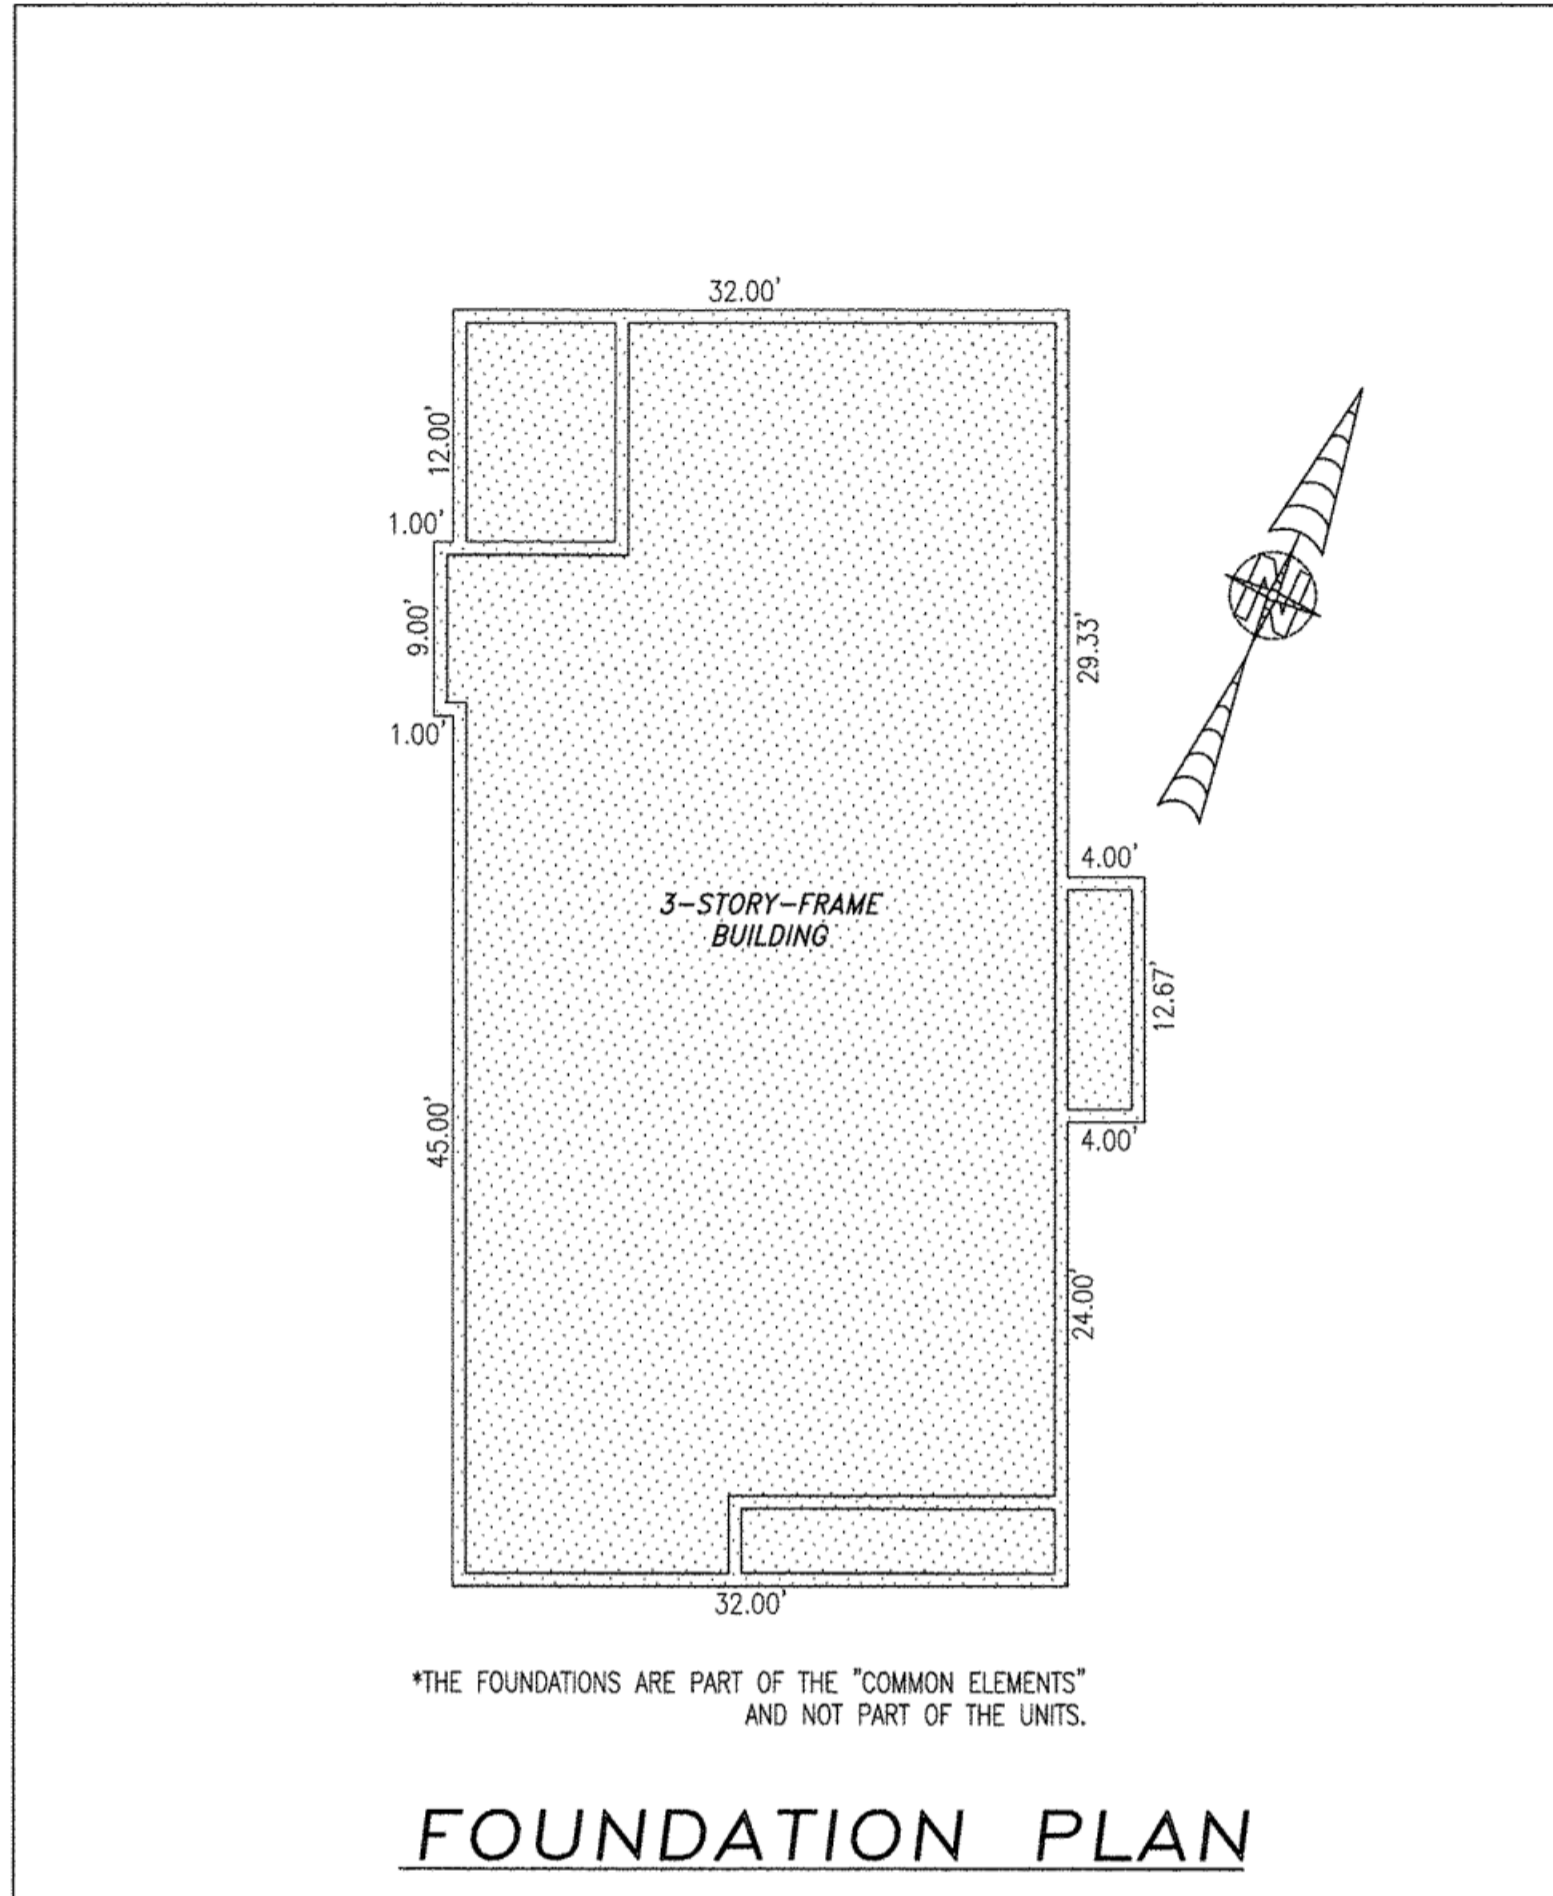 32.00'
12.00'
1.00'
9.00'
29.33'
1.00'
4.00'
3-STORY-FRAME
BUILDING
12.67'
45.00'
4.00'
24.00'
32.00'
*THE FOUNDATIONS ARE PART OF THE "COMMON ELEMENTS"
AND NOT PART OF THE UNITS.
FOUNDATION PLAN
N